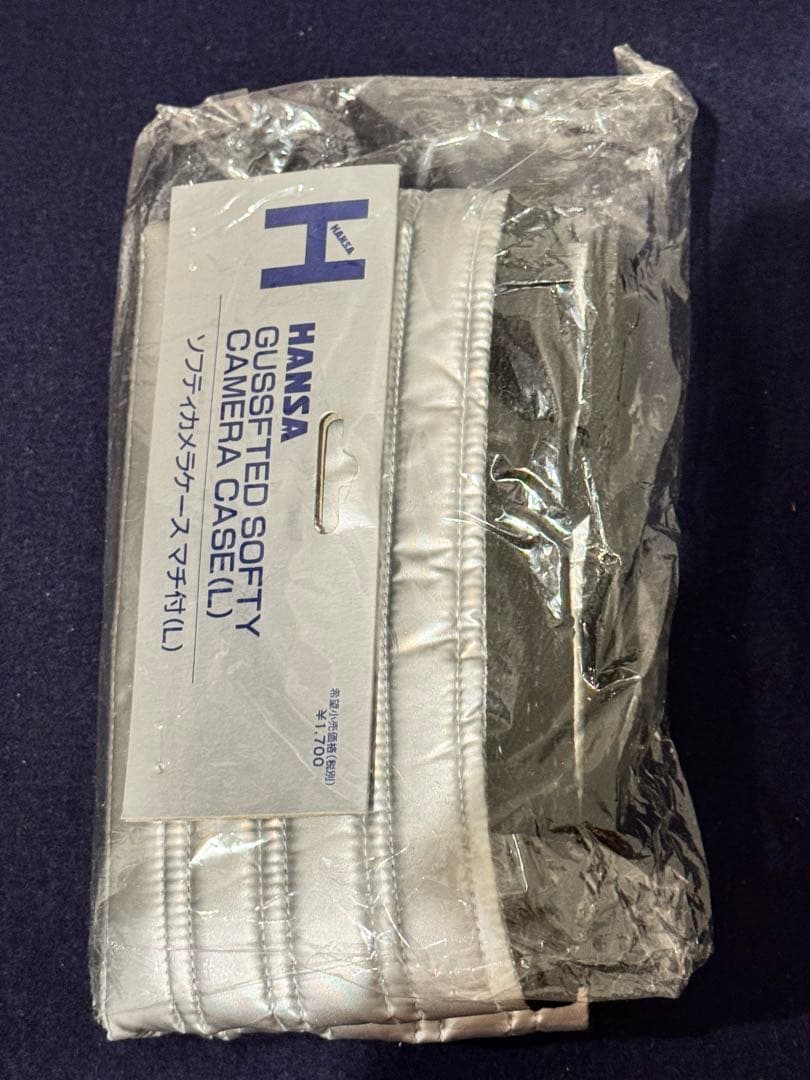 H
HANSA
HANSA
GUSSFTED SOFTY
CAMERA CASE(L)
ソフティカメラケース マチ付(L)
希望小売価格(税別)
¥1,700